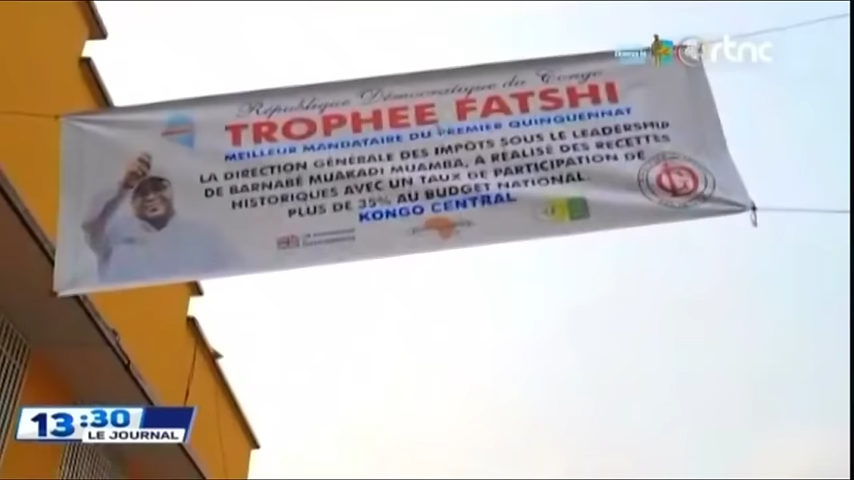 rtnc
République Démocratique du Congo
TROPHEE FATSHI
MEILLEUR MANDATAIRE DU PREMIER QUINQUENNAT
LA DIRECTION GÉNÉRALE DES IMPÔTS SOUS LE LEADERSHIP
DE BARNABÉ MUAKADI MUAMBA, A RÉALISÉ DES RECETTES
HISTORIQUES AVEC UN TAUX DE PARTICIPATION DE
PLUS DE 35% AU BUDGET NATIONAL.
KONGO CENTRAL
13:30
LE JOURNAL